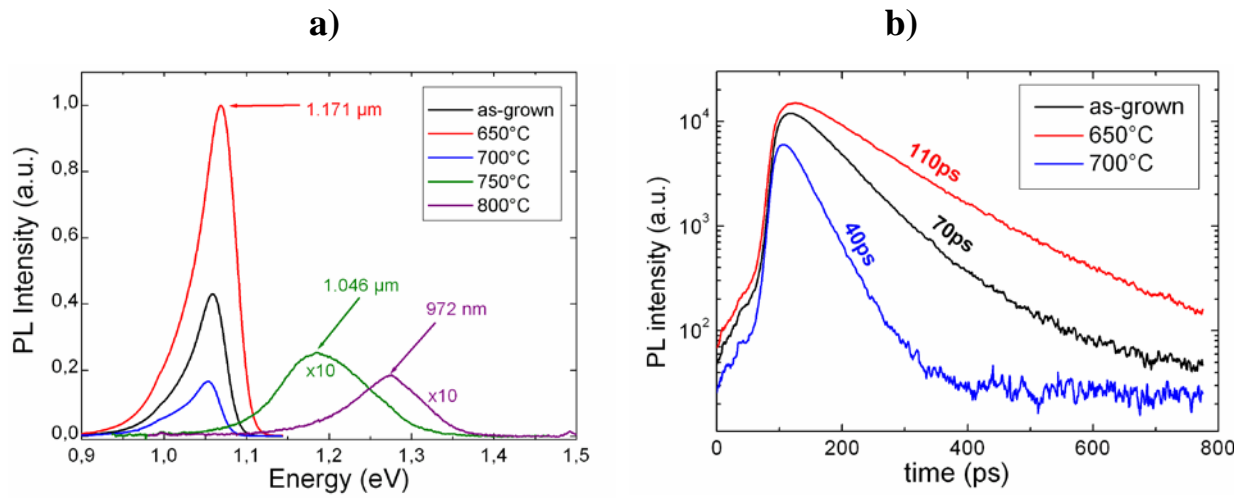 a)
PL Intensity (a.u.)
1,0
0,8
0,6
0,4
0,2
0,0
0,9
1,0
1,1
1,2
1,3
1,4
1,5
Energy (eV)
1.171 µm
1.046 µm
972 nm
x10
x10
as-grown
650°C
700°C
750°C
800°C
b)
PL intensity (a.u.)
10⁴
10³
10²
0
200
400
600
800
time (ps)
110ps
70ps
40ps
as-grown
650°C
700°C